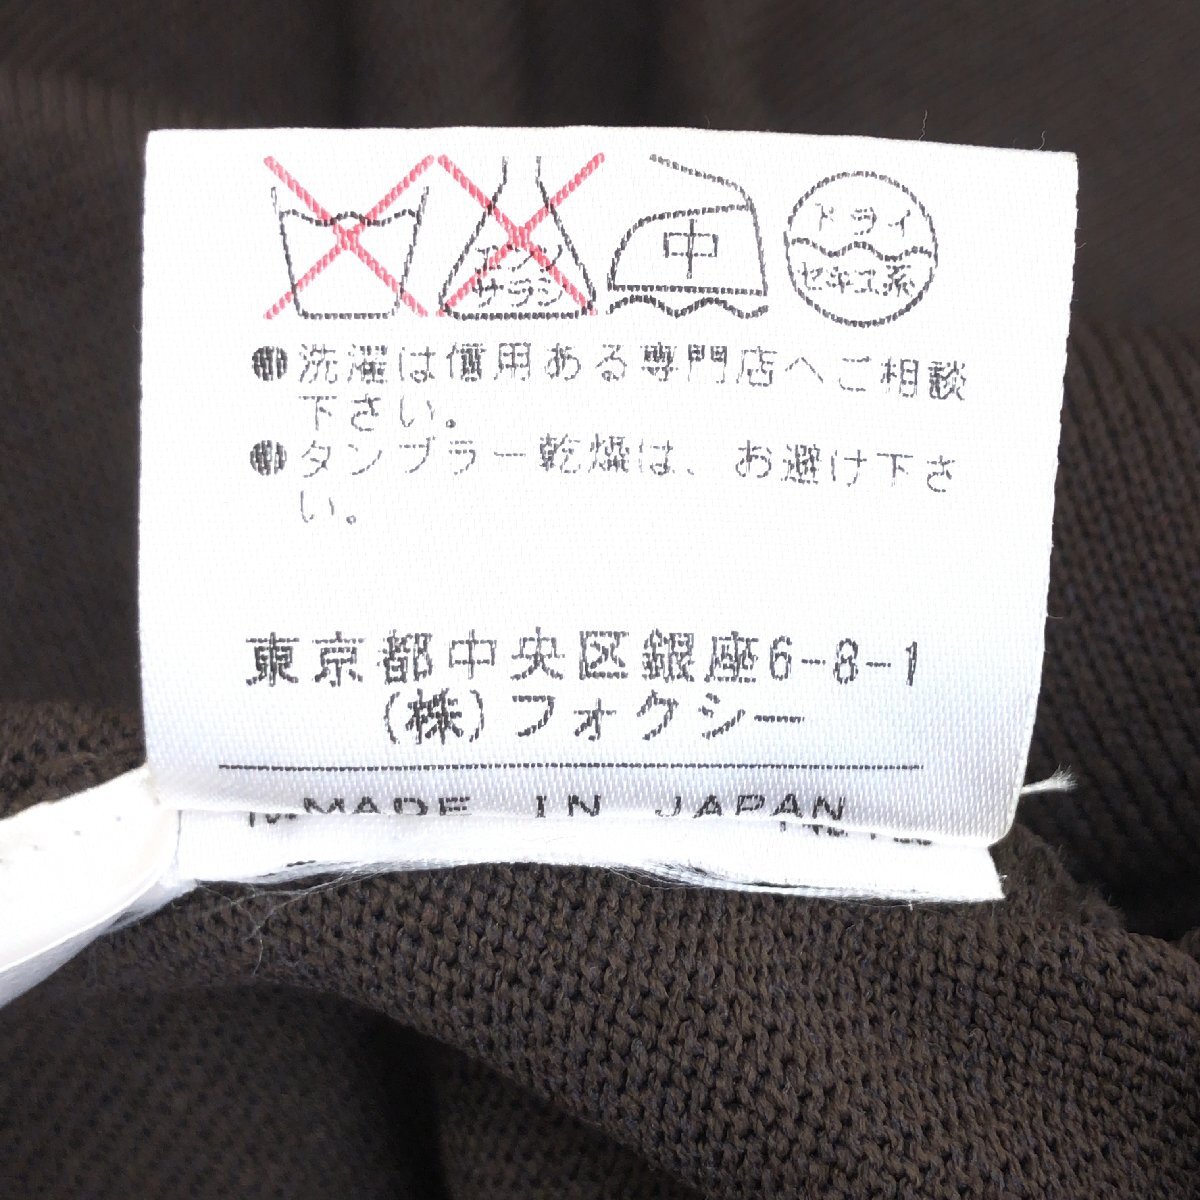 エンソ
サラシ
中
ドライ
セキユ系
●洗濯は信用ある専門店へご相談
下さい。
●タンブラー乾燥は、お避け下さ
い。
東京都中央区銀座6-8-1
(株)フォクシー
MADE IN JAPAN